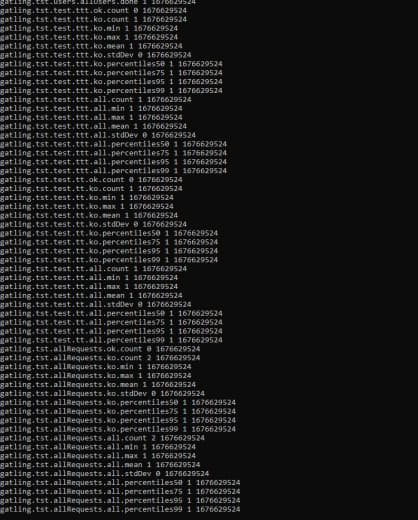 gatling.tst.users.allUsers.done 1 1676629524
gatling.tst.test.ttt.ok.count 0 1676629524
gatling.tst.test.ttt.ko.count 1 1676629524
gatling.tst.test.ttt.ko.min 1 1676629524
gatling.tst.test.ttt.ko.max 1 1676629524
gatling.tst.test.ttt.ko.mean 1 1676629524
gatling.tst.test.ttt.ko.stdDev 0 1676629524
gatling.tst.test.ttt.ko.percentiles50 1 1676629524
gatling.tst.test.ttt.ko.percentiles75 1 1676629524
gatling.tst.test.ttt.ko.percentiles95 1 1676629524
gatling.tst.test.ttt.ko.percentiles99 1 1676629524
gatling.tst.test.ttt.all.count 1 1676629524
gatling.tst.test.ttt.all.min 1 1676629524
gatling.tst.test.ttt.all.max 1 1676629524
gatling.tst.test.ttt.all.mean 1 1676629524
gatling.tst.test.ttt.all.stdDev 0 1676629524
gatling.tst.test.ttt.all.percentiles50 1 1676629524
gatling.tst.test.ttt.all.percentiles75 1 1676629524
gatling.tst.test.ttt.all.percentiles95 1 1676629524
gatling.tst.test.ttt.all.percentiles99 1 1676629524
gatling.tst.test.tt.ok.count 0 1676629524
gatling.tst.test.tt.ko.count 1 1676629524
gatling.tst.test.tt.ko.min 1 1676629524
gatling.tst.test.tt.ko.max 1 1676629524
gatling.tst.test.tt.ko.mean 1 1676629524
gatling.tst.test.tt.ko.stdDev 0 1676629524
gatling.tst.test.tt.ko.percentiles50 1 1676629524
gatling.tst.test.tt.ko.percentiles75 1 1676629524
gatling.tst.test.tt.ko.percentiles95 1 1676629524
gatling.tst.test.tt.ko.percentiles99 1 1676629524
gatling.tst.test.tt.all.count 1 1676629524
gatling.tst.test.tt.all.min 1 1676629524
gatling.tst.test.tt.all.max 1 1676629524
gatling.tst.test.tt.all.mean 1 1676629524
gatling.tst.test.tt.all.stdDev 0 1676629524
gatling.tst.test.tt.all.percentiles50 1 1676629524
gatling.tst.test.tt.all.percentiles75 1 1676629524
gatling.tst.test.tt.all.percentiles95 1 1676629524
gatling.tst.test.tt.all.percentiles99 1 1676629524
gatling.tst.allRequests.ok.count 0 1676629524
gatling.tst.allRequests.ko.count 2 1676629524
gatling.tst.allRequests.ko.min 1 1676629524
gatling.tst.allRequests.ko.max 1 1676629524
gatling.tst.allRequests.ko.mean 1 1676629524
gatling.tst.allRequests.ko.stdDev 0 1676629524
gatling.tst.allRequests.ko.percentiles50 1 1676629524
gatling.tst.allRequests.ko.percentiles75 1 1676629524
gatling.tst.allRequests.ko.percentiles95 1 1676629524
gatling.tst.allRequests.ko.percentiles99 1 1676629524
gatling.tst.allRequests.all.count 2 1676629524
gatling.tst.allRequests.all.min 1 1676629524
gatling.tst.allRequests.all.max 1 1676629524
gatling.tst.allRequests.all.mean 1 1676629524
gatling.tst.allRequests.all.stdDev 0 1676629524
gatling.tst.allRequests.all.percentiles50 1 1676629524
gatling.tst.allRequests.all.percentiles75 1 1676629524
gatling.tst.allRequests.all.percentiles95 1 1676629524
gatling.tst.allRequests.all.percentiles99 1 1676629524